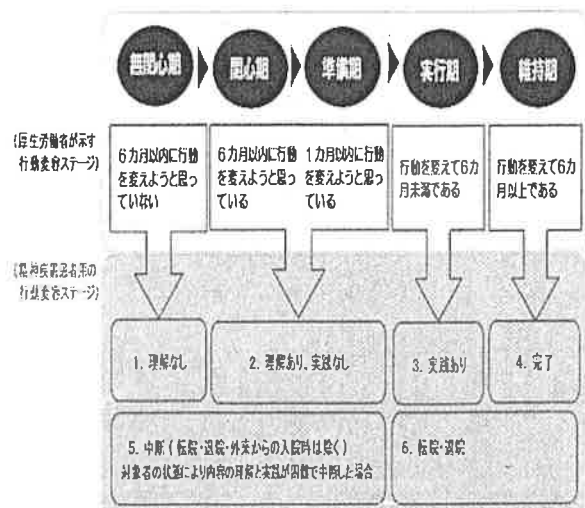 無関心期
関心期
準備期
実行期
維持期
(厚生労働省が示す
行動変容ステージ)
6カ月以内に行動
を変えようと思っ
ていない
6カ月以内に行動
を変えようと思っ
ている
1カ月以内に行動
を変えようと思っ
ている
行動を変えて6カ
月未満である
行動を変えて6カ
月以上である
(精神疾患患者用の
行動変容ステージ)
1. 理解なし
2. 理解あり、実践なし
3. 実践あり
4. 完了
5. 中断(転院・退院・外来からの入院時は除く)
対象者の状態により内容の理解と実践が困難で中断した場合
6. 転院・退院